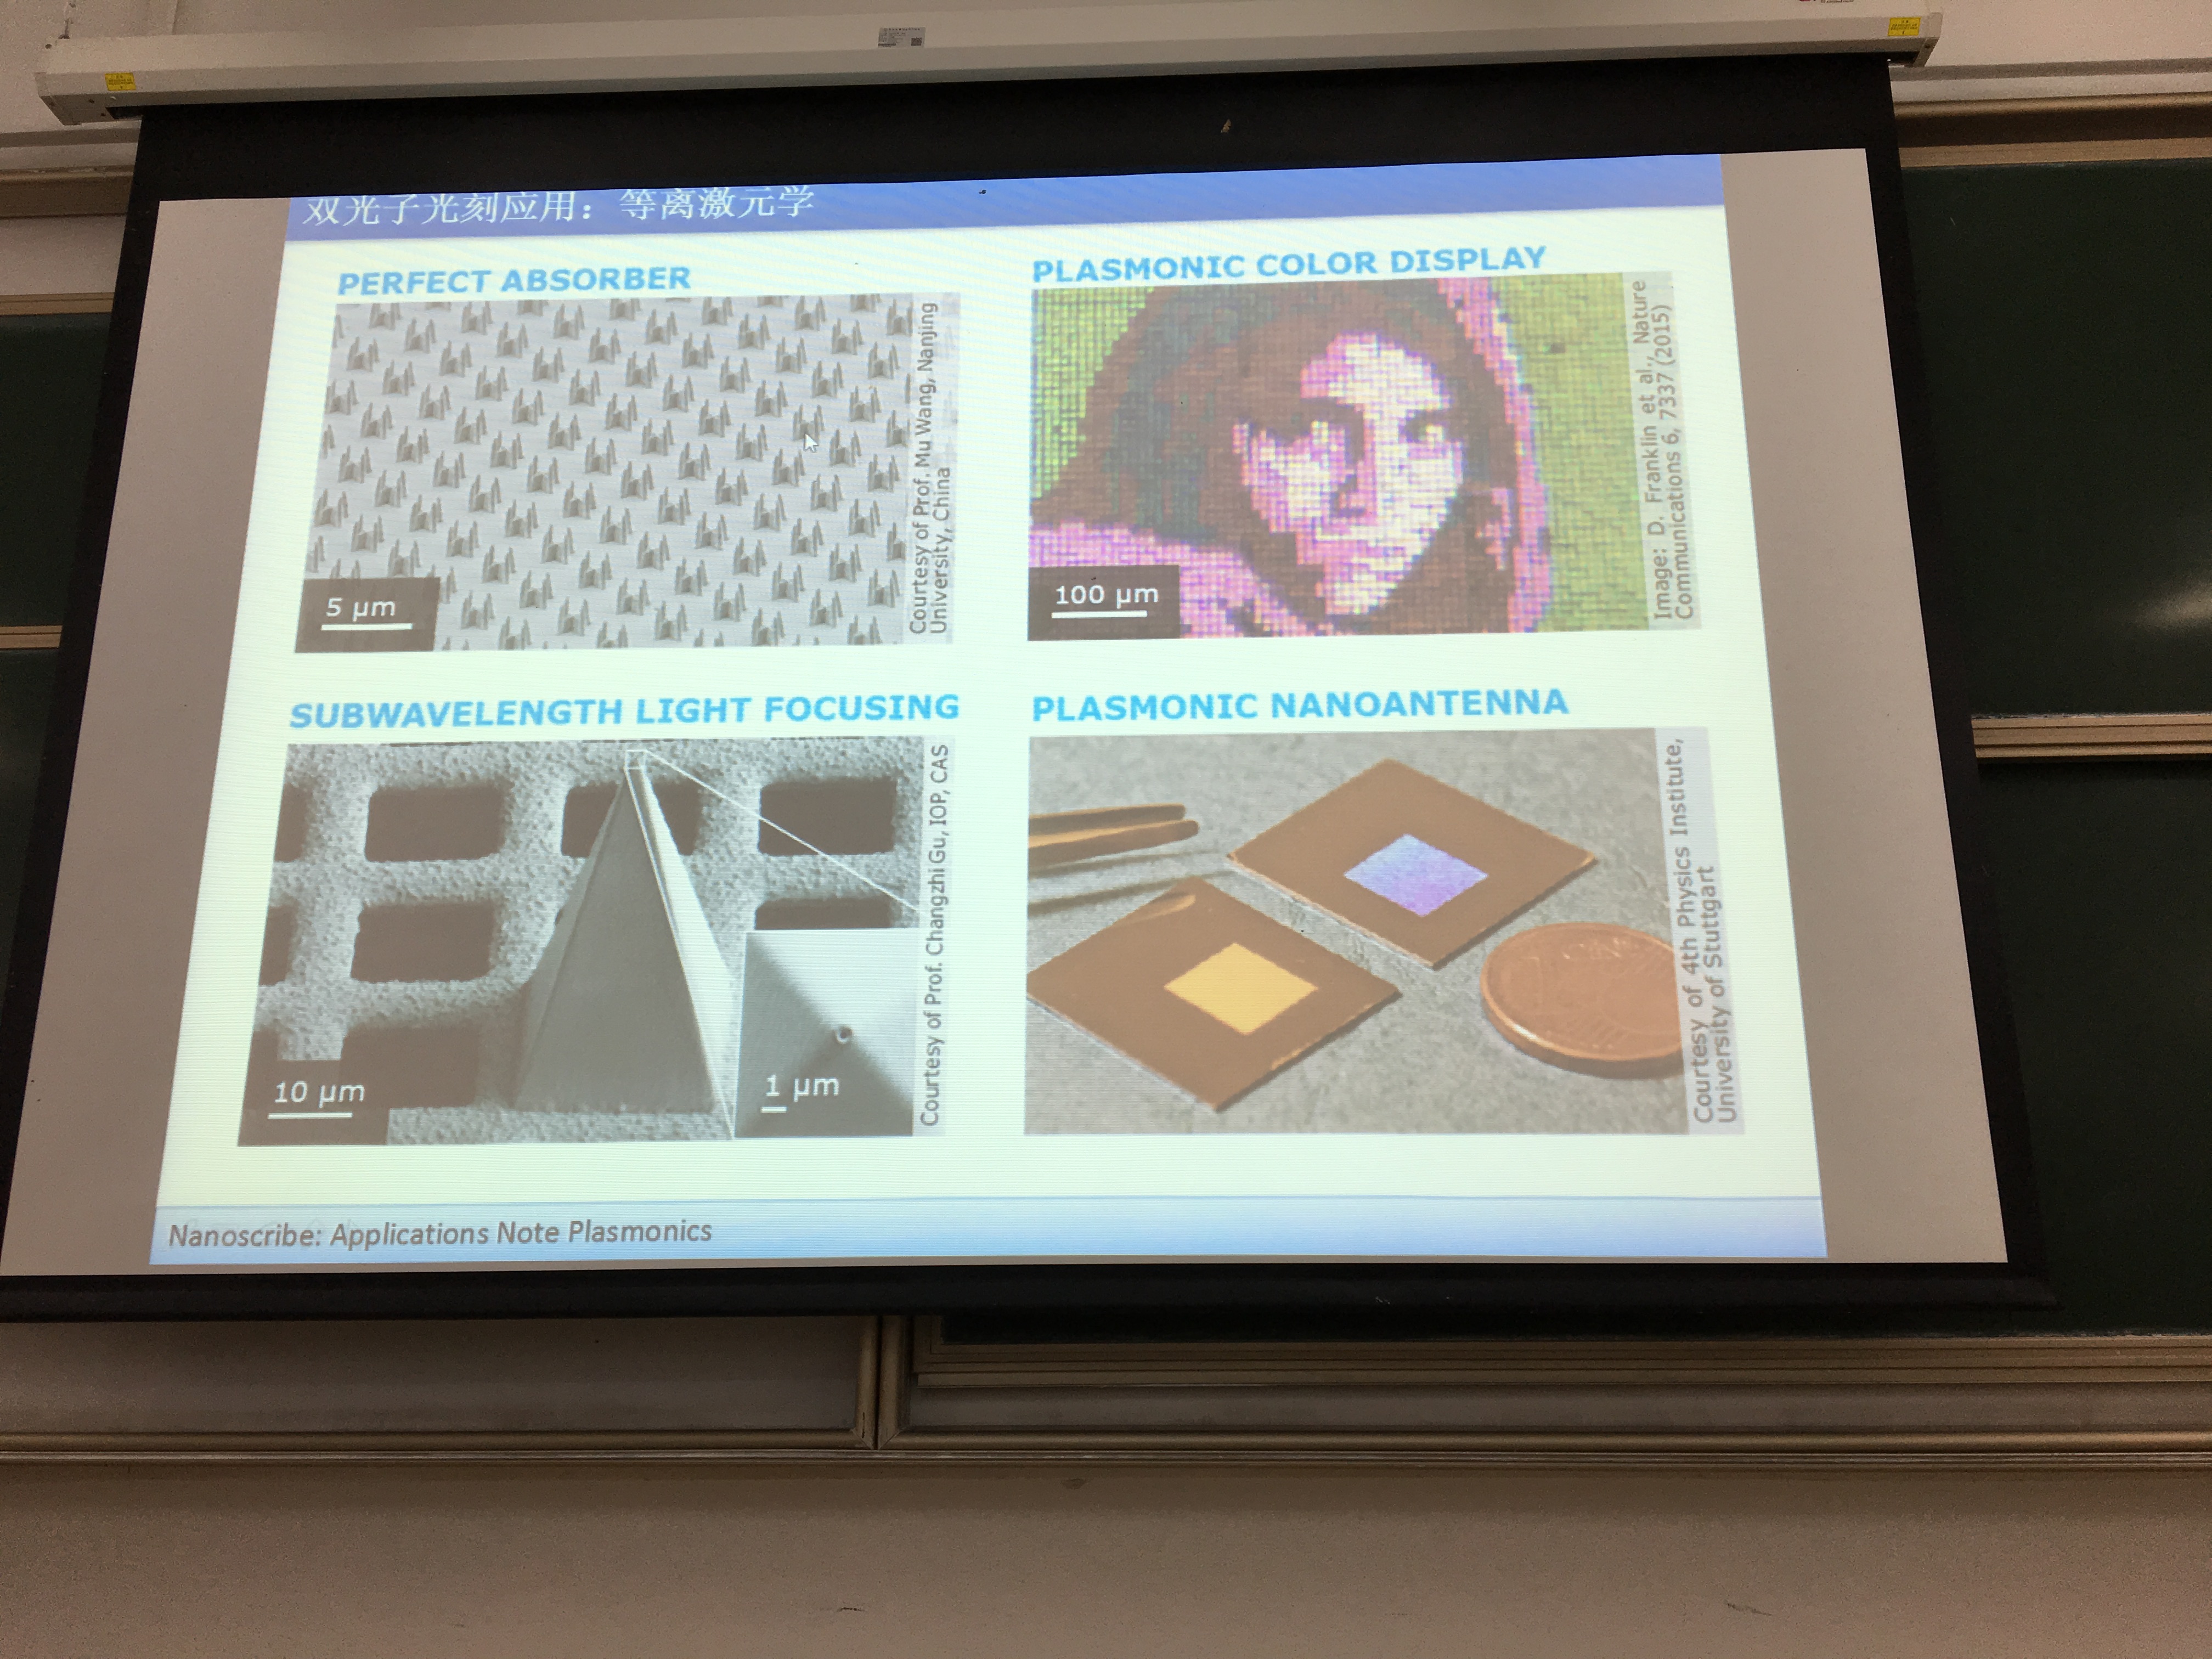 双光子光刻应用：等离激元学
PERFECT ABSORBER
5 µm
Courtesy of Prof. Mu Wang, Nanjing
University, China
PLASMONIC COLOR DISPLAY
100 µm
Image: D. Franklin et al., Nature
Communications 6, 7337 (2015)
SUBWAVELENGTH LIGHT FOCUSING
10 µm
1 µm
Courtesy of Prof. Changzhi Gu, IOP, CAS
PLASMONIC NANOANTENNA
Courtesy of 4th Physics Institute,
University of Stuttgart
Nanoscribe: Applications Note Plasmonics